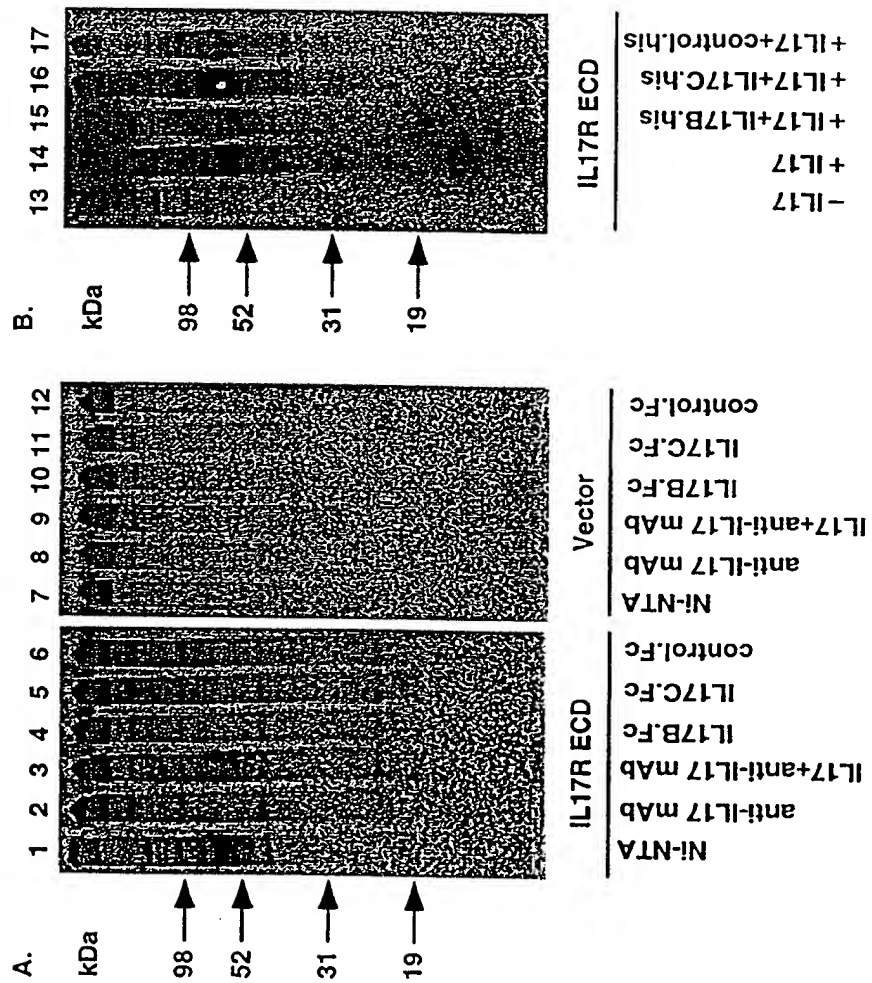 A.
kDa
98
52
31
19
1 2 3 4 5 6
Ni-NTA
anti-IL17 mAb
IL17+anti-IL17 mAb
IL17B.Fc
IL17C.Fc
control.Fc
IL17R ECD
7 8 9 10 11 12
Ni-NTA
anti-IL17 mAb
IL17+anti-IL17 mAb
IL17B.Fc
IL17C.Fc
control.Fc
Vector
B.
kDa
98
52
31
19
13 14 15 16 17
IL17R ECD
–IL17
+ IL17
+ IL17+IL17B.his
+ IL17+IL17C.his
+ IL17+control.his